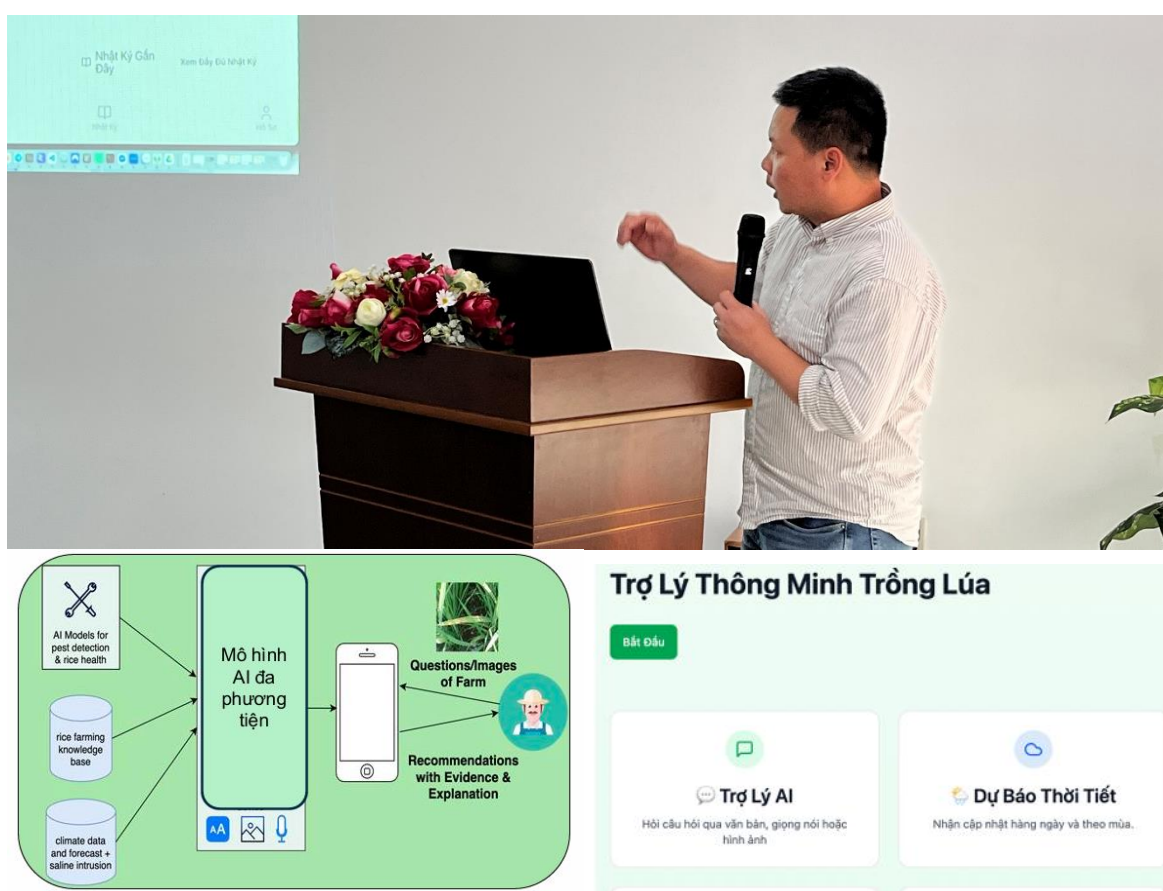 Nhật Ký Gần
Đây
Xem Đầy Đủ Nhật Ký
Nhật Ký
AI Models for
pest detection
& rice health
rice farming
knowledge
base
climate data
and forecast +
saline intrusion
Mô hình
AI đa
phương
tiện
AA
Questions/Images
of Farm
Recommendations
with Evidence &
Explanation
Trợ Lý Thông Minh Trồng Lúa
Bắt Đầu
Trợ Lý AI
Hỏi câu hỏi qua văn bản, giọng nói hoặc
hình ảnh
Dự Báo Thời Tiết
Nhận cập nhật hàng ngày và theo mùa.